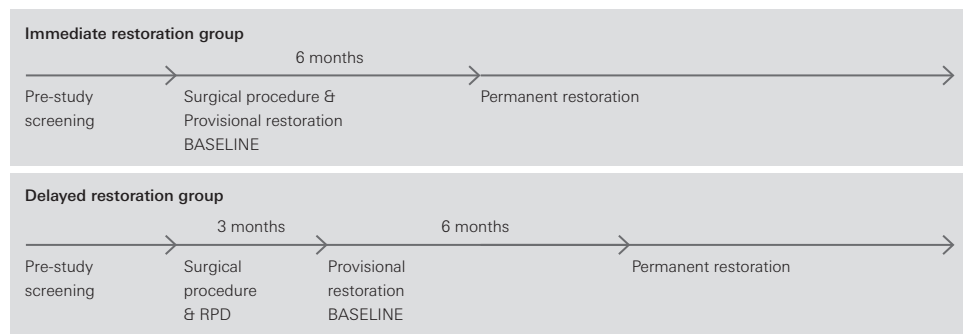 Immediate restoration group
6 months
Pre-study
screening
Surgical procedure &
Provisional restoration
BASELINE
Permanent restoration
Delayed restoration group
3 months
6 months
Pre-study
screening
Surgical
procedure
& RPD
Provisional
restoration
BASELINE
Permanent restoration